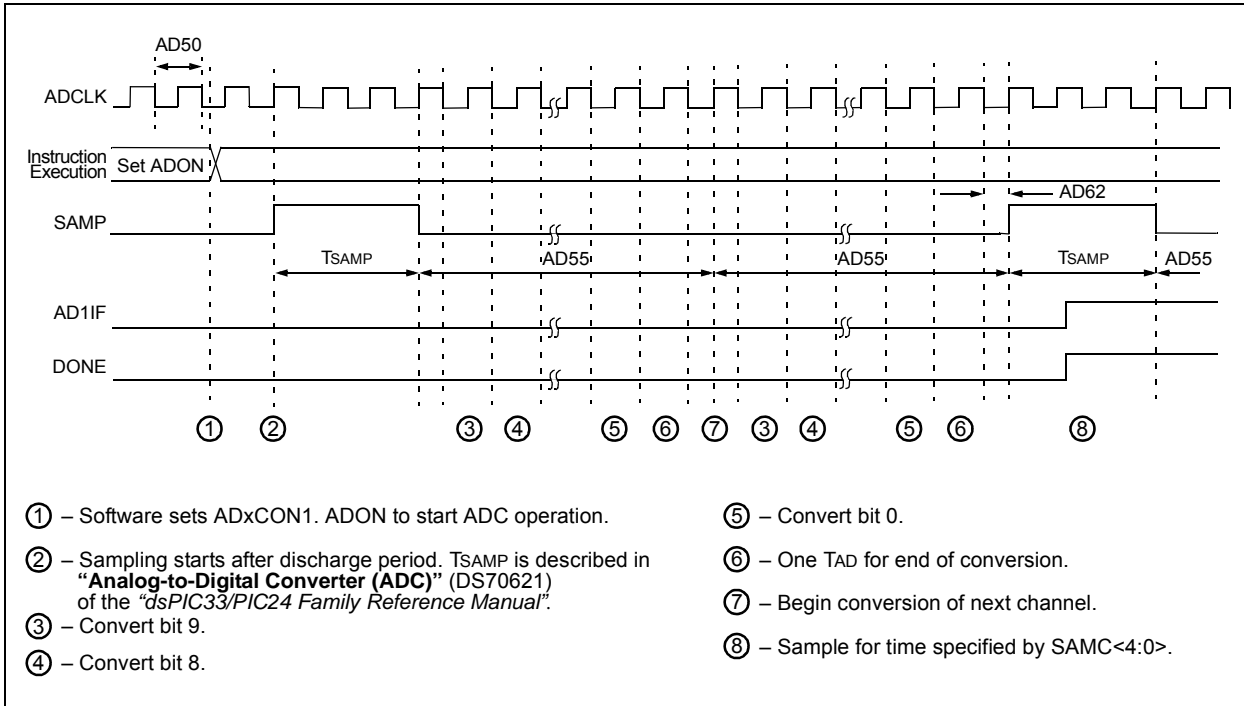 AD50
ADCLK
Instruction
Execution
Set ADON
AD62
SAMP
TSAMP
AD55
AD55
TSAMP
AD55
AD1IF
DONE
1
2
3
4
5
6
7
3
4
5
6
8
1 – Software sets ADxCON1. ADON to start ADC operation.
2 – Sampling starts after discharge period. TSAMP is described in
“Analog-to-Digital Converter (ADC)” (DS70621)
of the “dsPIC33/PIC24 Family Reference Manual”.
3 – Convert bit 9.
4 – Convert bit 8.
5 – Convert bit 0.
6 – One TAD for end of conversion.
7 – Begin conversion of next channel.
8 – Sample for time specified by SAMC<4:0>.